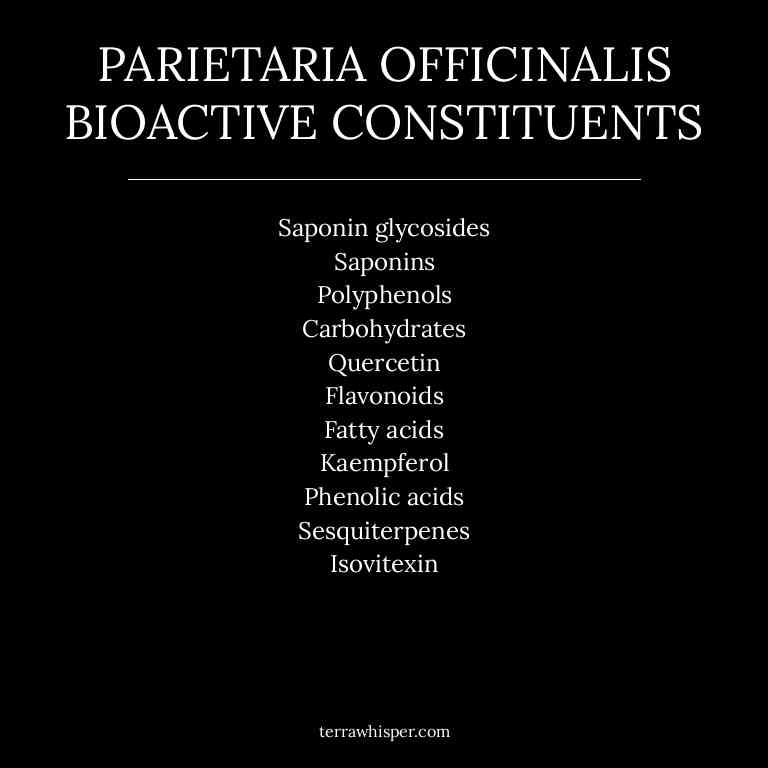 PARIETARIA OFFICINALIS
BIOACTIVE CONSTITUENTS
Saponin glycosides
Saponins
Polyphenols
Carbohydrates
Quercetin
Flavonoids
Fatty acids
Kaempferol
Phenolic acids
Sesquiterpenes
Isovitexin
terrawhisper.com